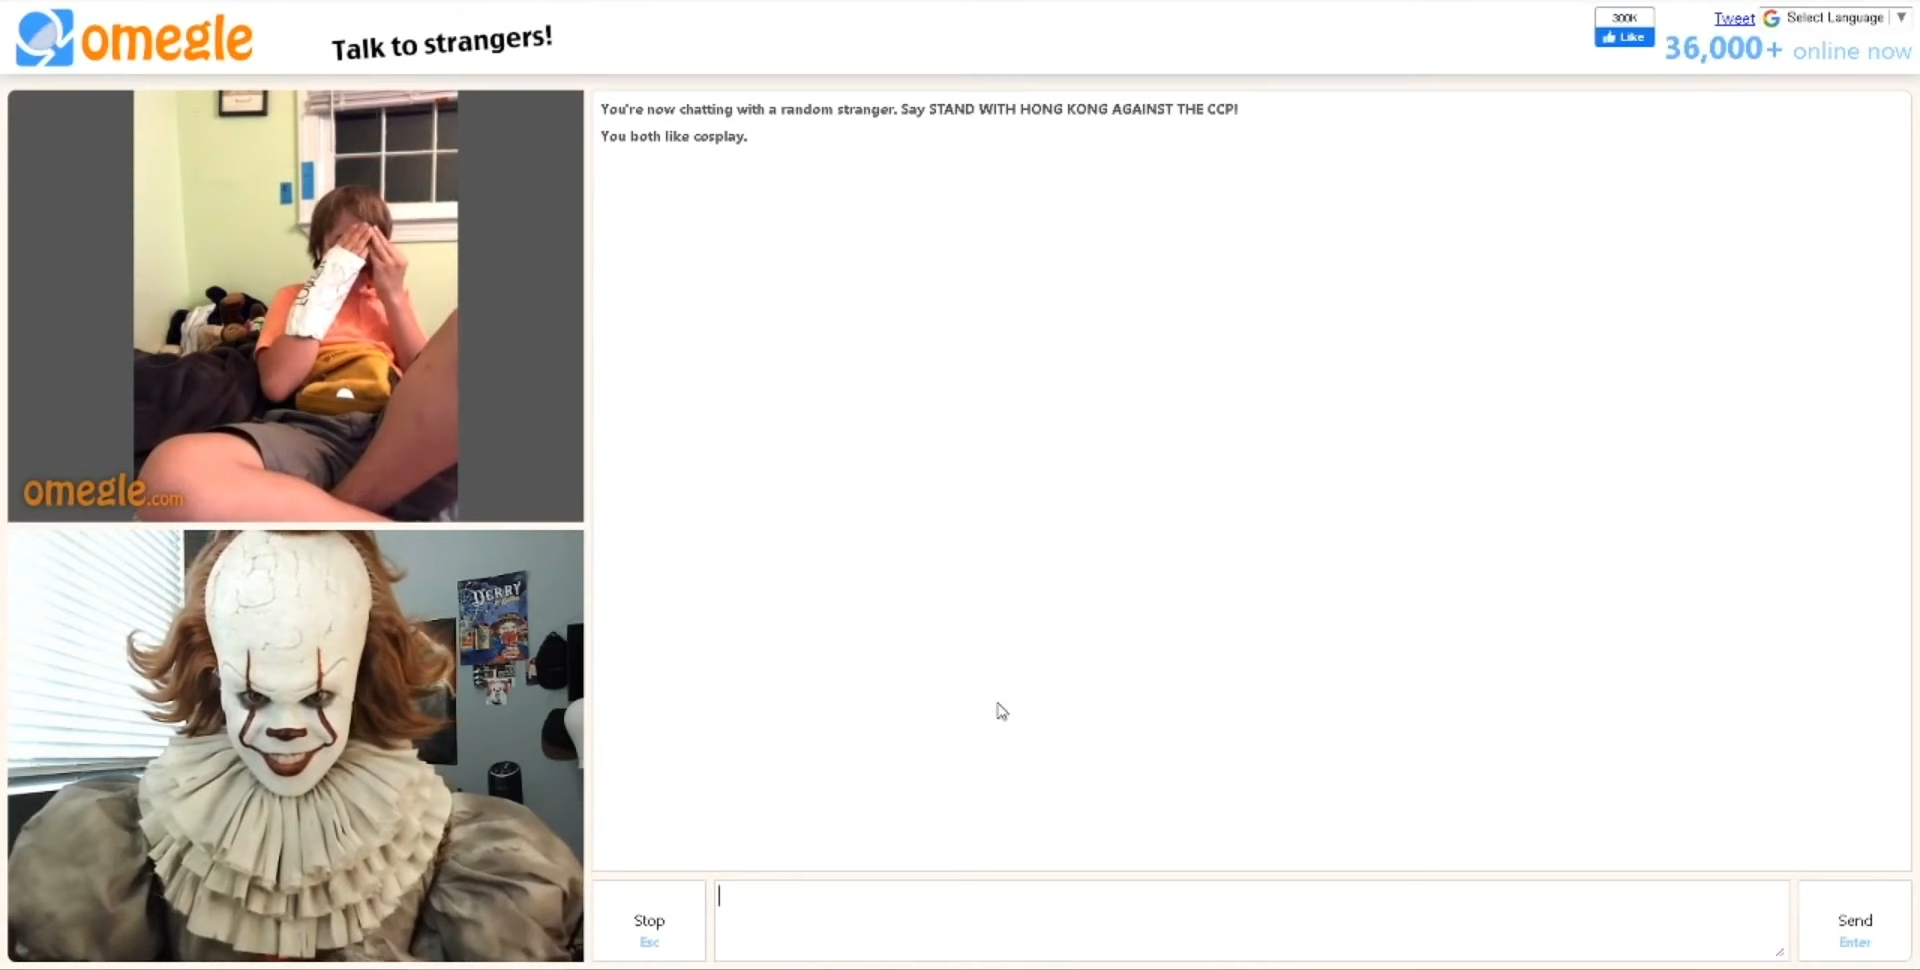 omegle
Talk to strangers!
300K
Like
Tweet
Select Language
36,000+ online now
You're now chatting with a random stranger. Say STAND WITH HONG KONG AGAINST THE CCP!
You both like cosplay.
omegle.com
DERRY
Stop
Esc
Send
Enter